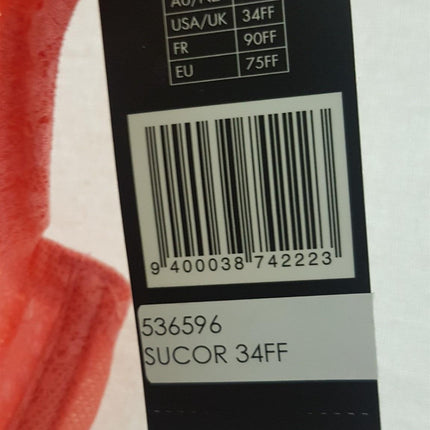 USA/UK 34FF
FR 90FF
EU 75FF
9 400038 742223
536596
SUCOR 34FF